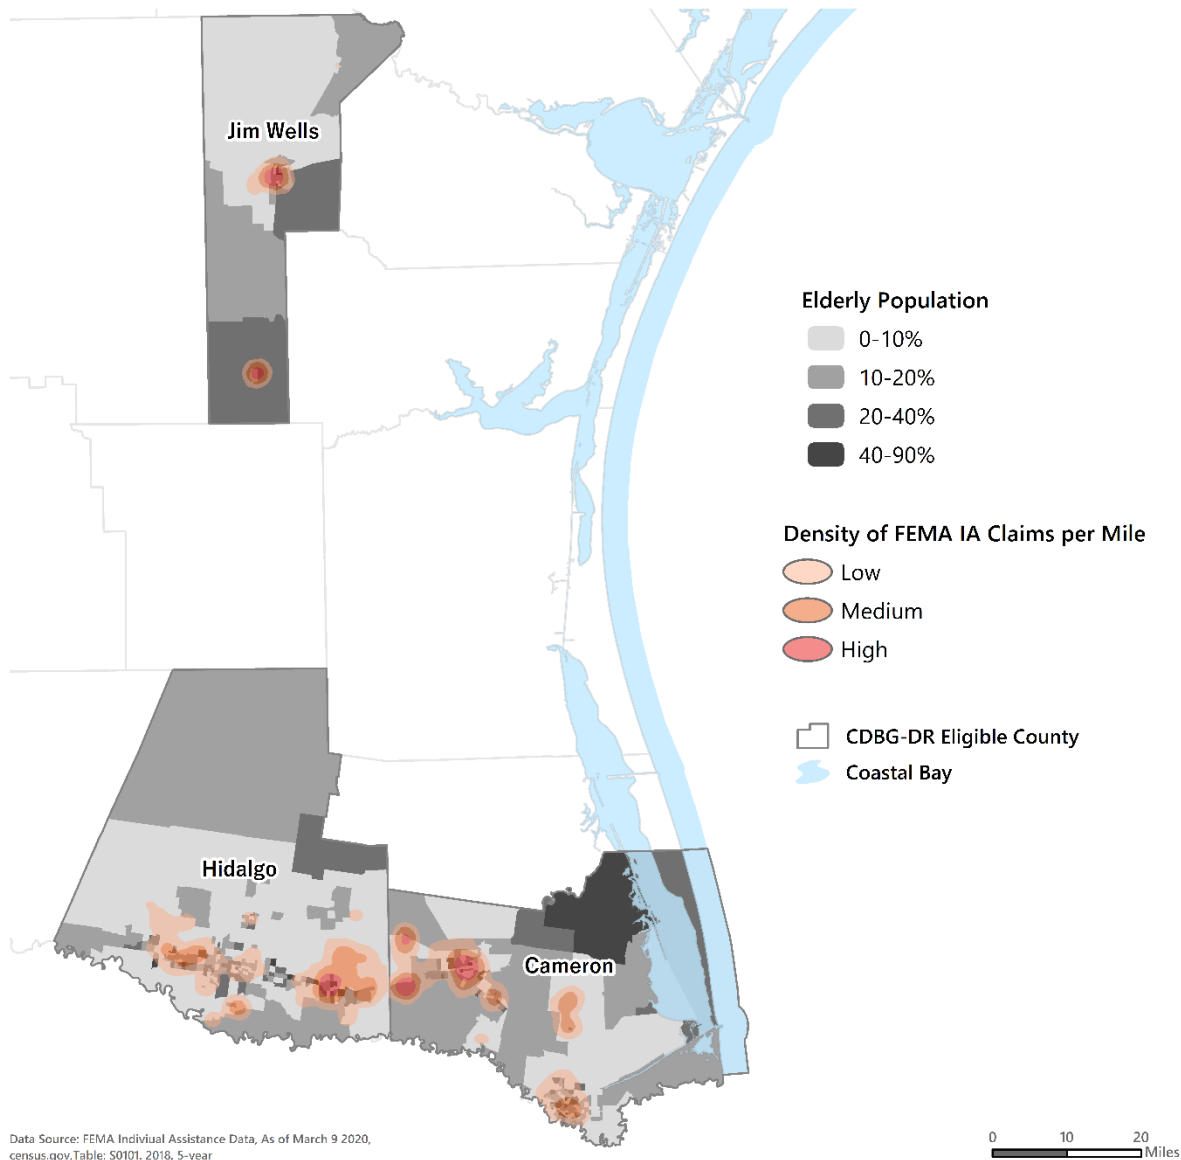 Jim Wells
Elderly Population
0-10%
10-20%
20-40%
40-90%
Density of FEMA IA Claims per Mile
Low
Medium
High
CDBG-DR Eligible County
Coastal Bay
Hidalgo
Cameron
Data Source: FEMA Indiviual Assistance Data, As of March 9 2020,
census.gov.Table: S0101. 2018. 5-year
0 10 20
Miles